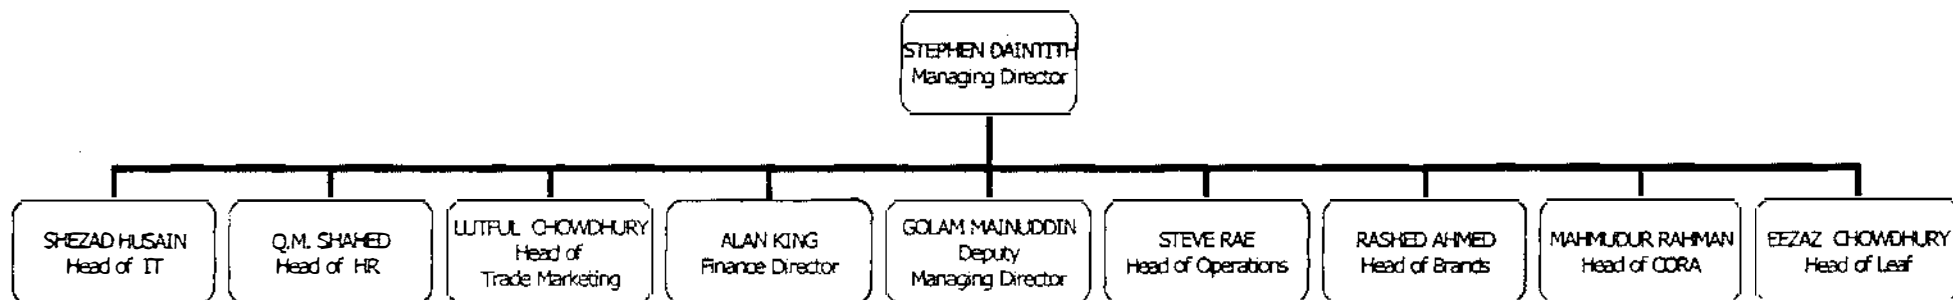 STEPHEN DAINTITH
Managing Director
SHEZAD HUSAIN
Head of IT
Q.M. SHAHED
Head of HR
LUTFUL CHOWDHURY
Head of
Trade Marketing
ALAN KING
Finance Director
GOLAM MAINUDDIN
Deputy
Managing Director
STEVE RAE
Head of Operations
RASHED AHMED
Head of Brands
MAHMUDUR RAHMAN
Head of CORA
EEZAZ CHOWDHURY
Head of Leaf